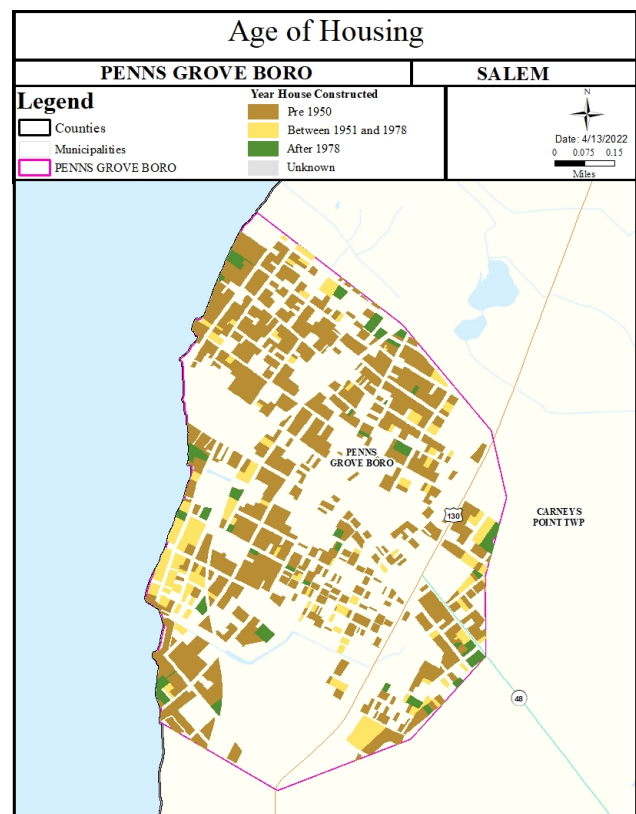 Age of Housing
PENNS GROVE BORO
SALEM
Legend
Counties
Municipalities
PENNS GROVE BORO
Year House Constructed
Pre 1950
Between 1951 and 1978
After 1978
Unknown
N
Date: 4/13/2022
0 0.075 0.15
Miles
PENNS
GROVE BORO
130
CARNEYS
POINT TWP
48